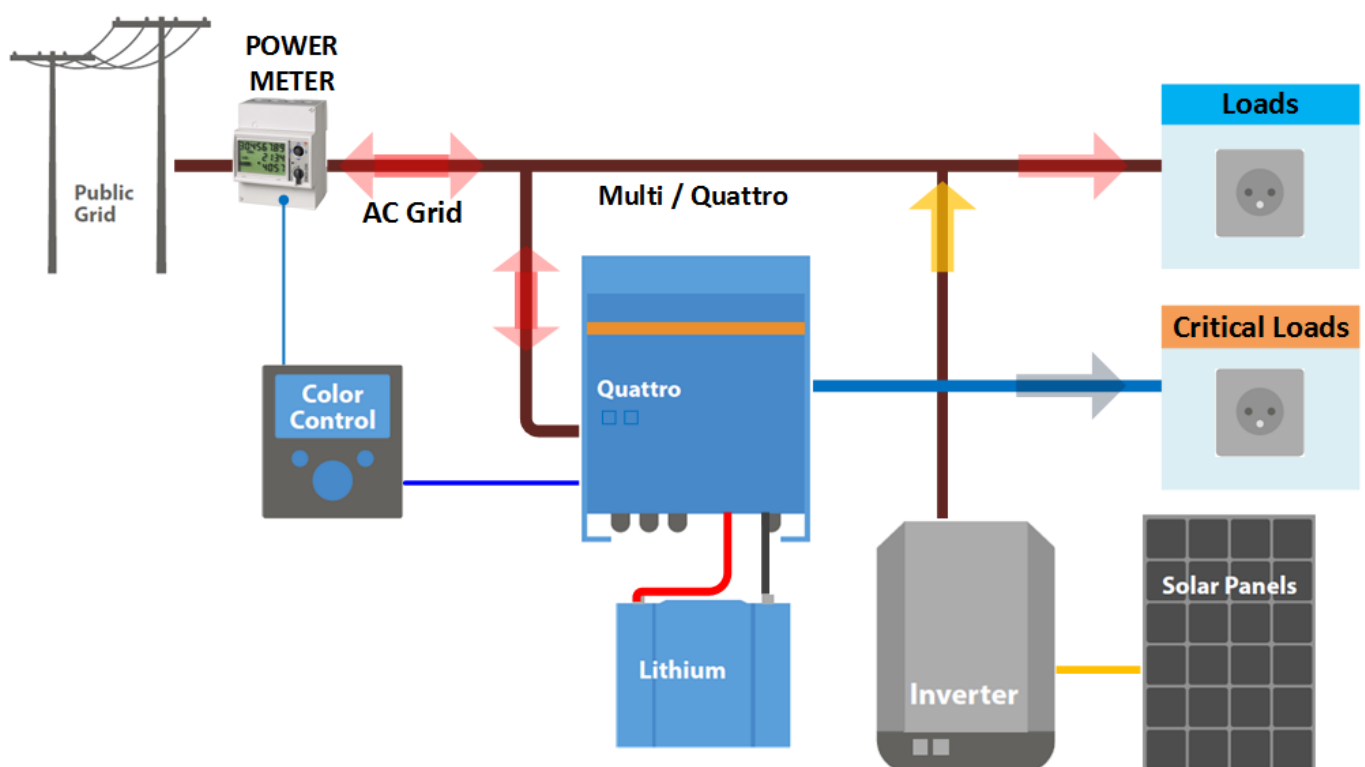 POWER
METER
Public
Grid
AC Grid
Multi / Quattro
Loads
Critical Loads
Color
Control
Quattro
Lithium
Inverter
Solar Panels